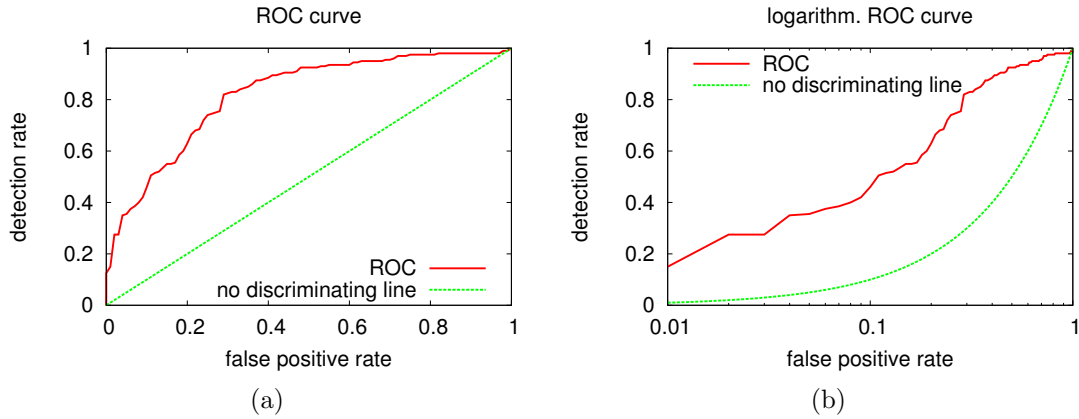 ROC curve
1
0.8
0.6
0.4
0.2
0
detection rate
ROC
no discriminating line
0 0.2 0.4 0.6 0.8 1
false positive rate
(a)
logarithm. ROC curve
1
0.8
0.6
0.4
0.2
0
detection rate
ROC
no discriminating line
0.01 0.1 1
false positive rate
(b)